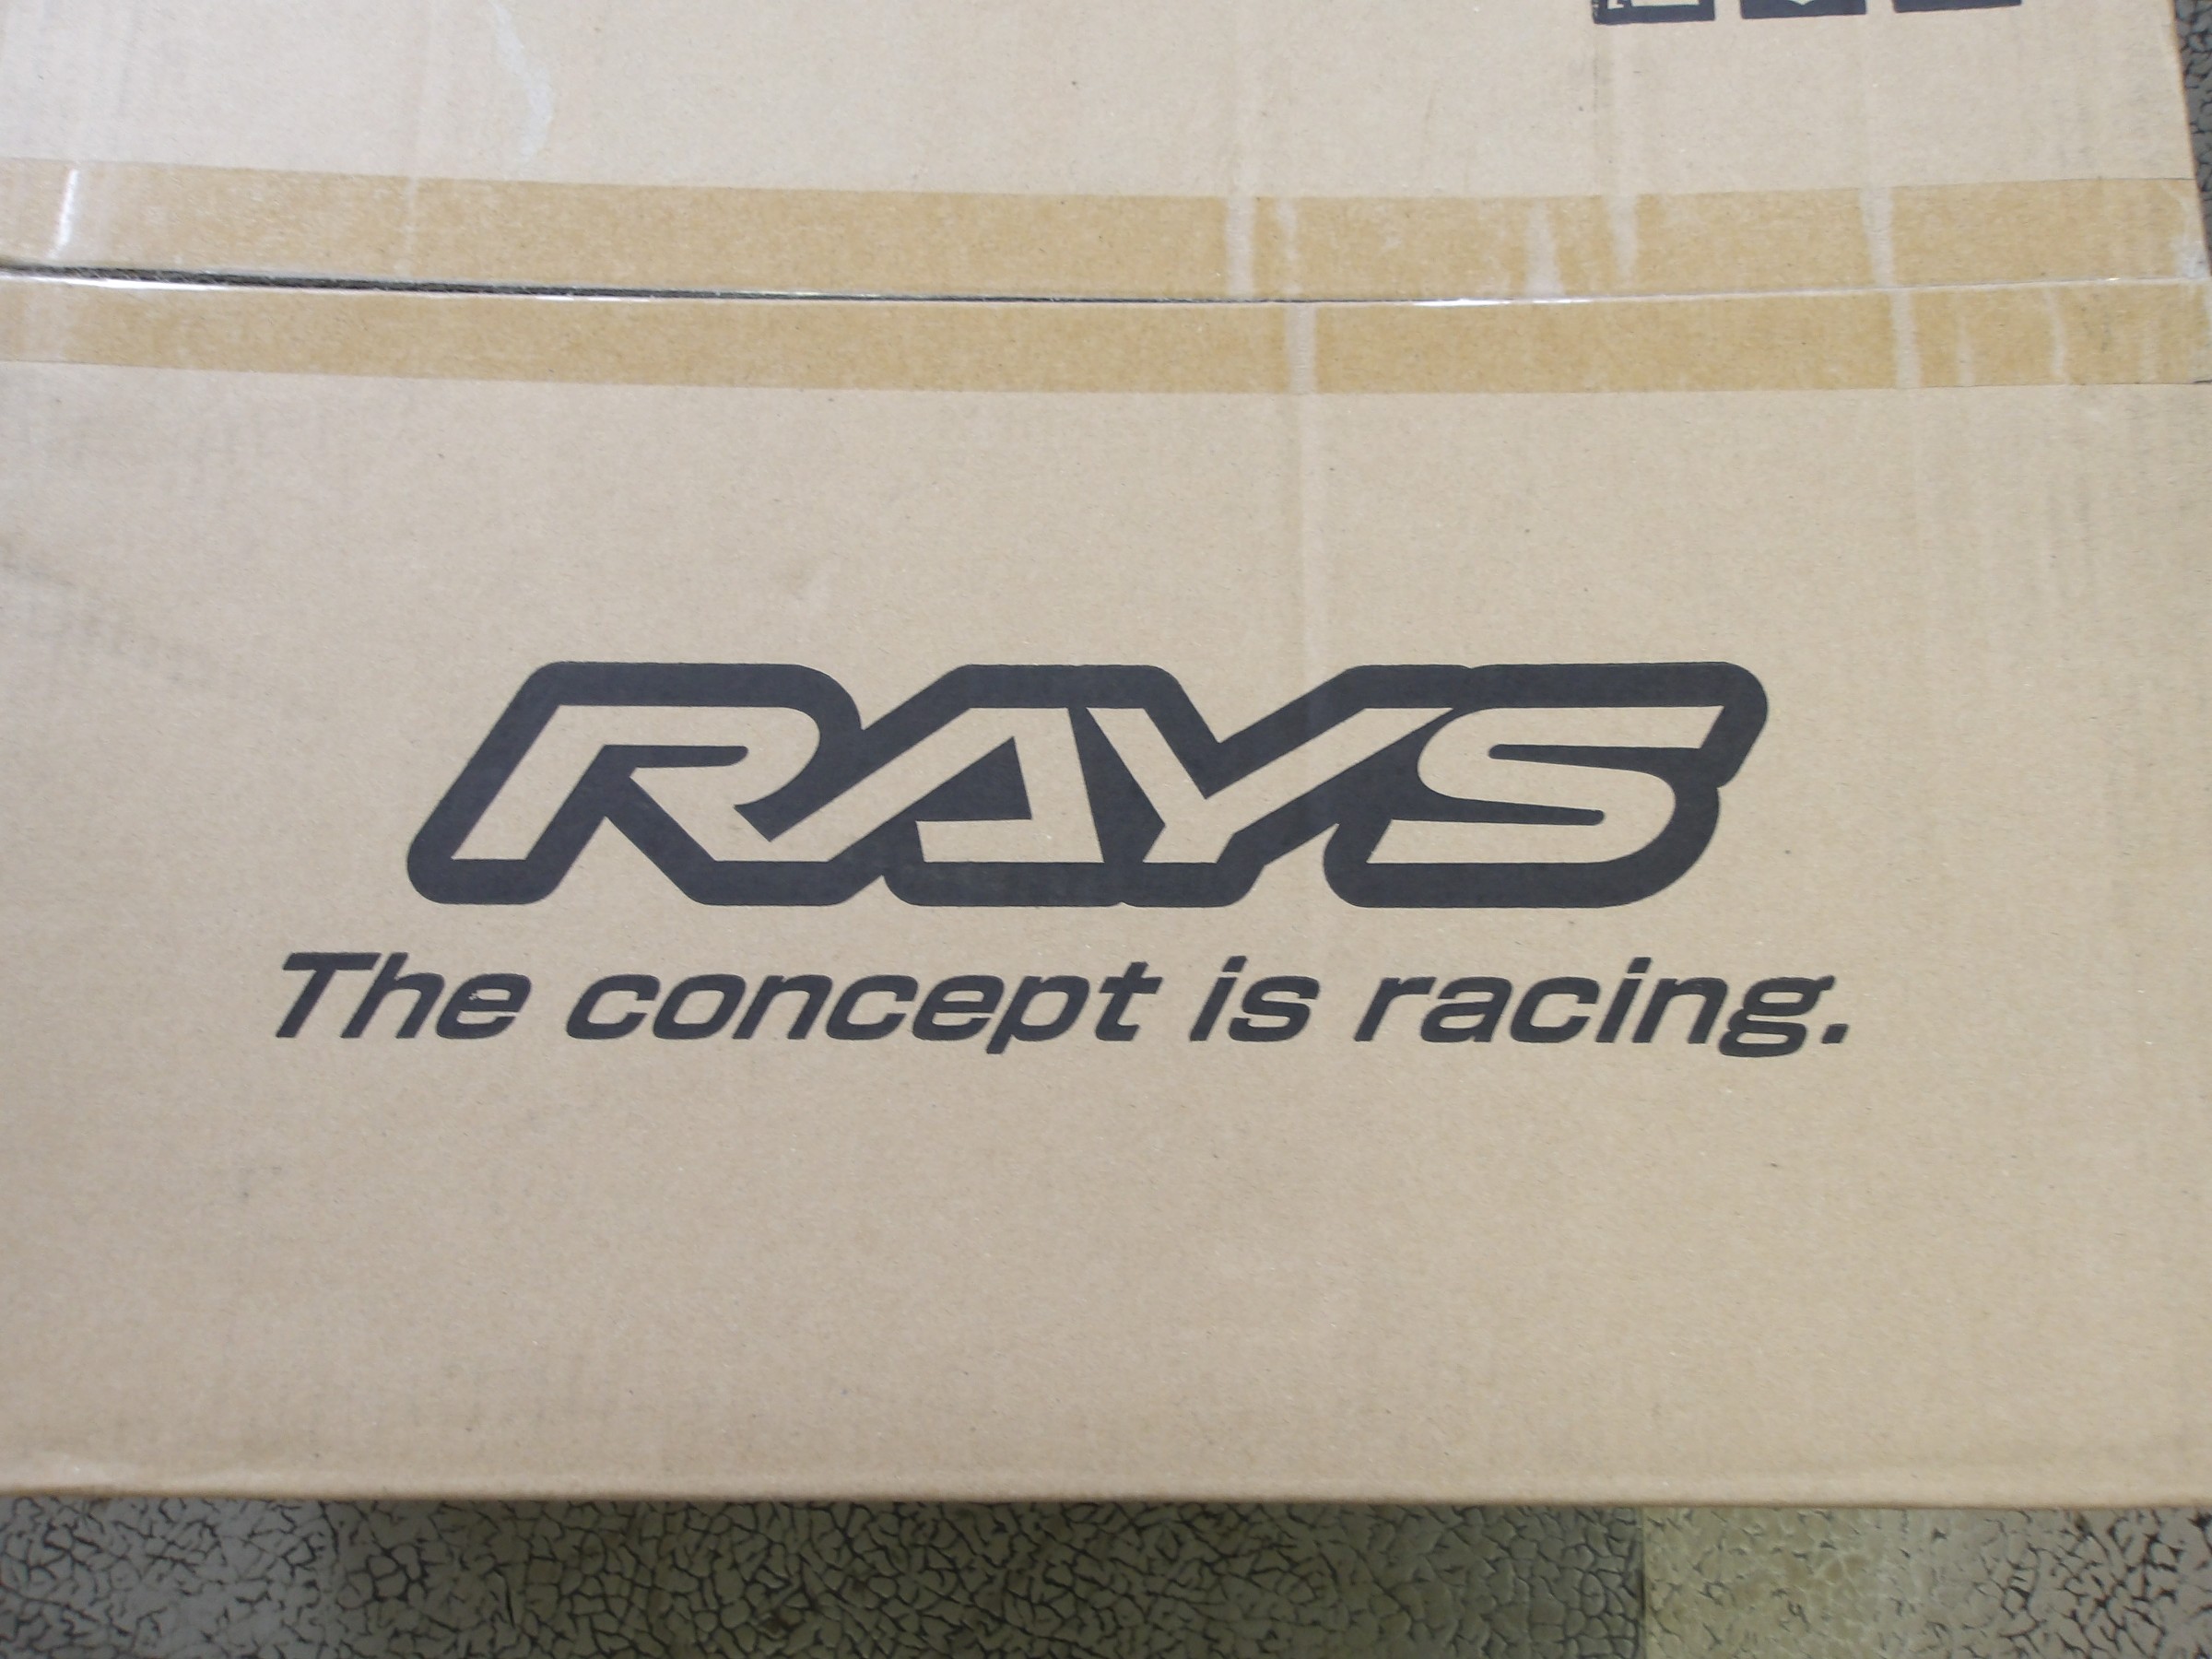 RAYS
The concept is racing.